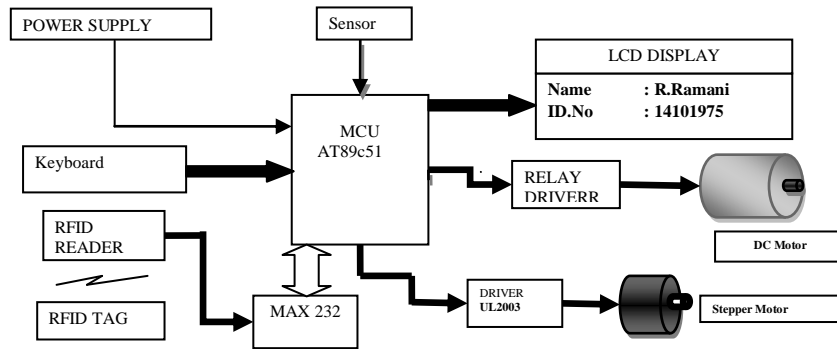 POWER SUPPLY
Sensor
LCD DISPLAY
Name : R.Ramani
ID.No : 14101975
MCU
AT89c51
Keyboard
RELAY
DRIVERR
DC Motor
RFID
READER
RFID TAG
MAX 232
DRIVER
UL2003
Stepper Motor